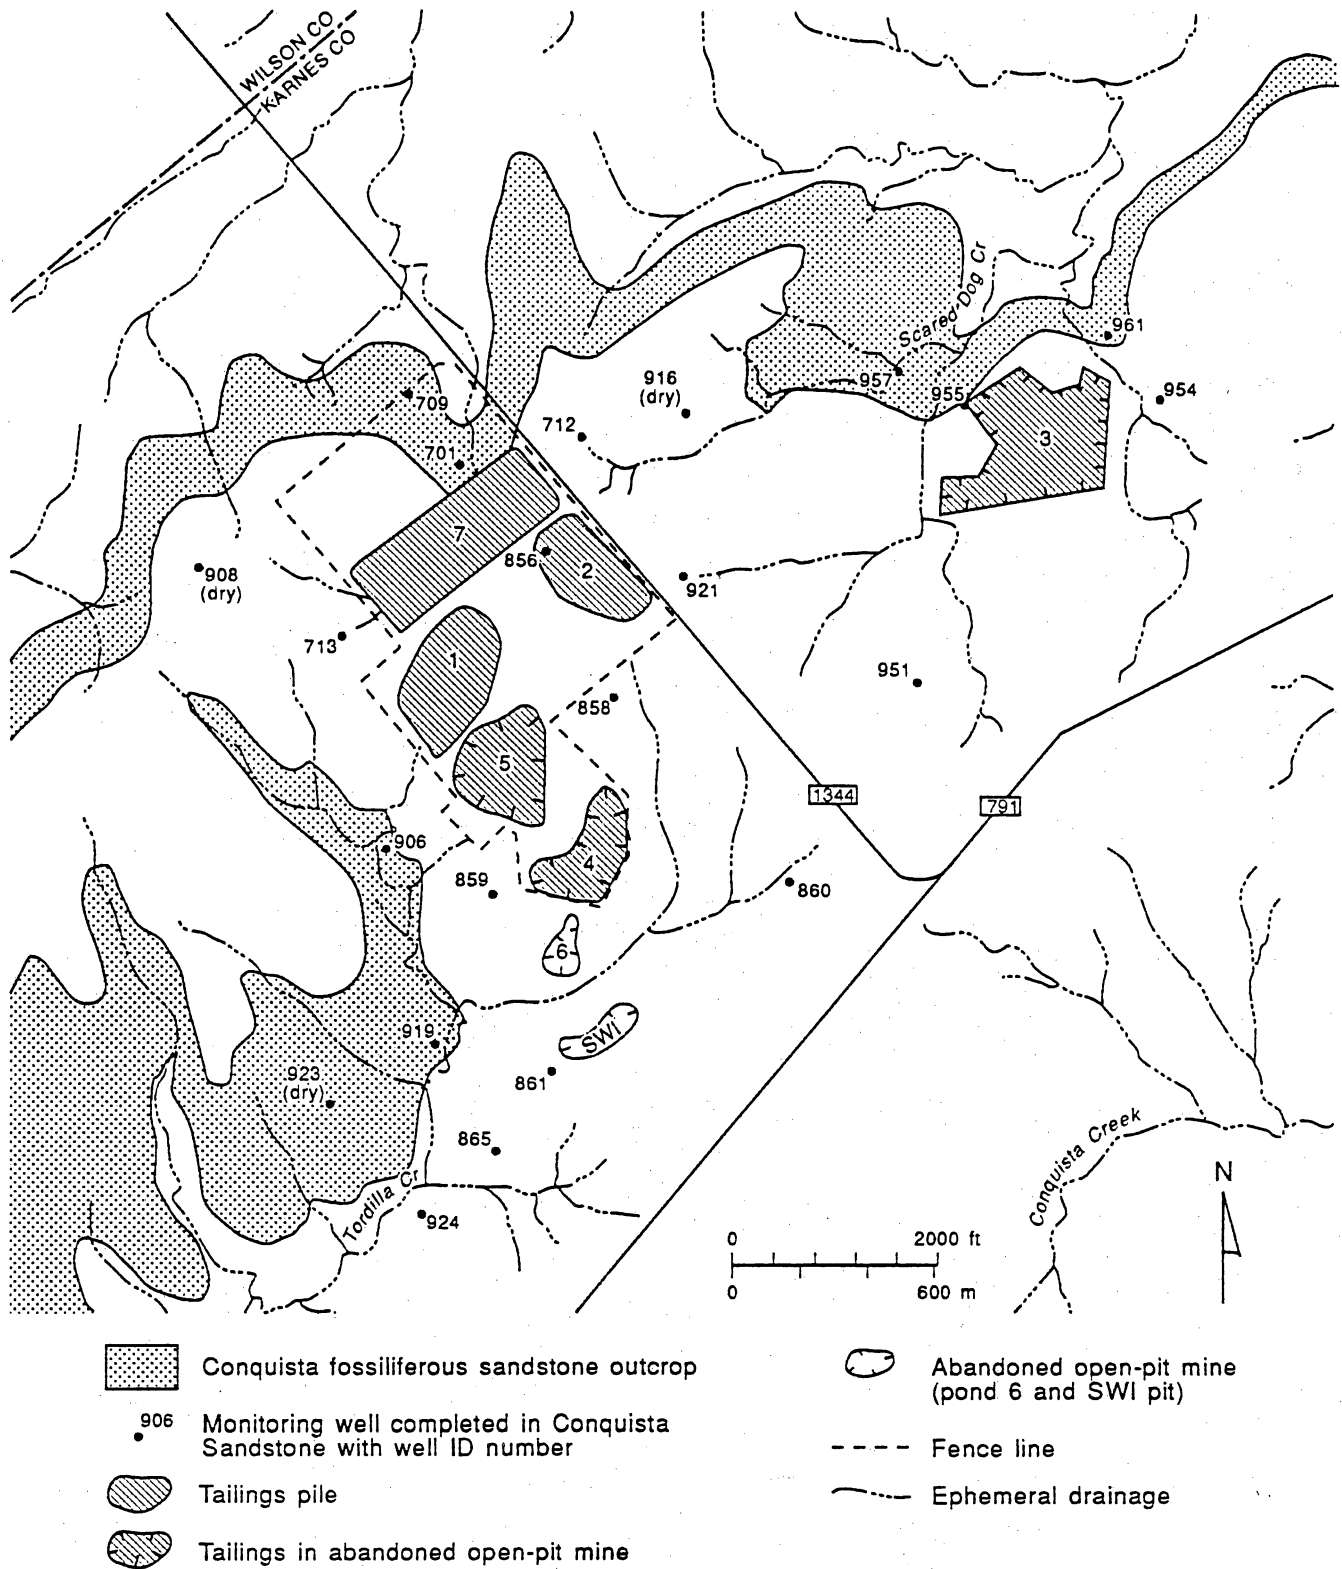 WILSON CO
KARNES CO
Scared Dog Cr
961
709
916
(dry)
957
955
954
712
3
701
7
856
2
908
(dry)
921
713
1
951
858
5
1344
791
906
4
859
860
6
919
SWI
923
(dry)
861
865
Conquista Creek
Tordilla Cr
924
N
0 2000 ft
0 600 m
Conquista fossiliferous sandstone outcrop
906 Monitoring well completed in Conquista
Sandstone with well ID number
Tailings pile
Tailings in abandoned open-pit mine
Abandoned open-pit mine
(pond 6 and SWI pit)
Fence line
Ephemeral drainage